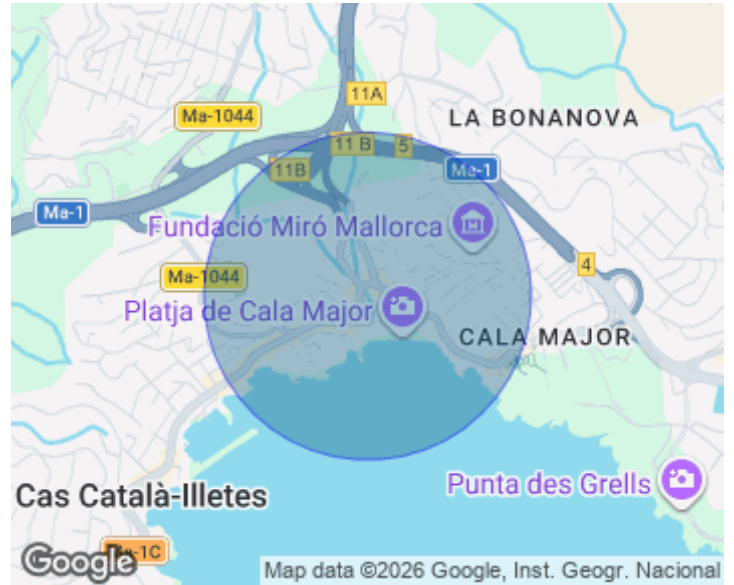 11A
Ma-1044
LA BONANOVA
11 B
5
11B
Ma-1
Ma-1
Fundació Miró Mallorca
4
Ma-1044
Platja de Cala Major
CALA MAJOR
Punta des Grells
Cas Català-Illetes
Ma-1C
Google
Map data ©2026 Google, Inst. Geogr. Nacional